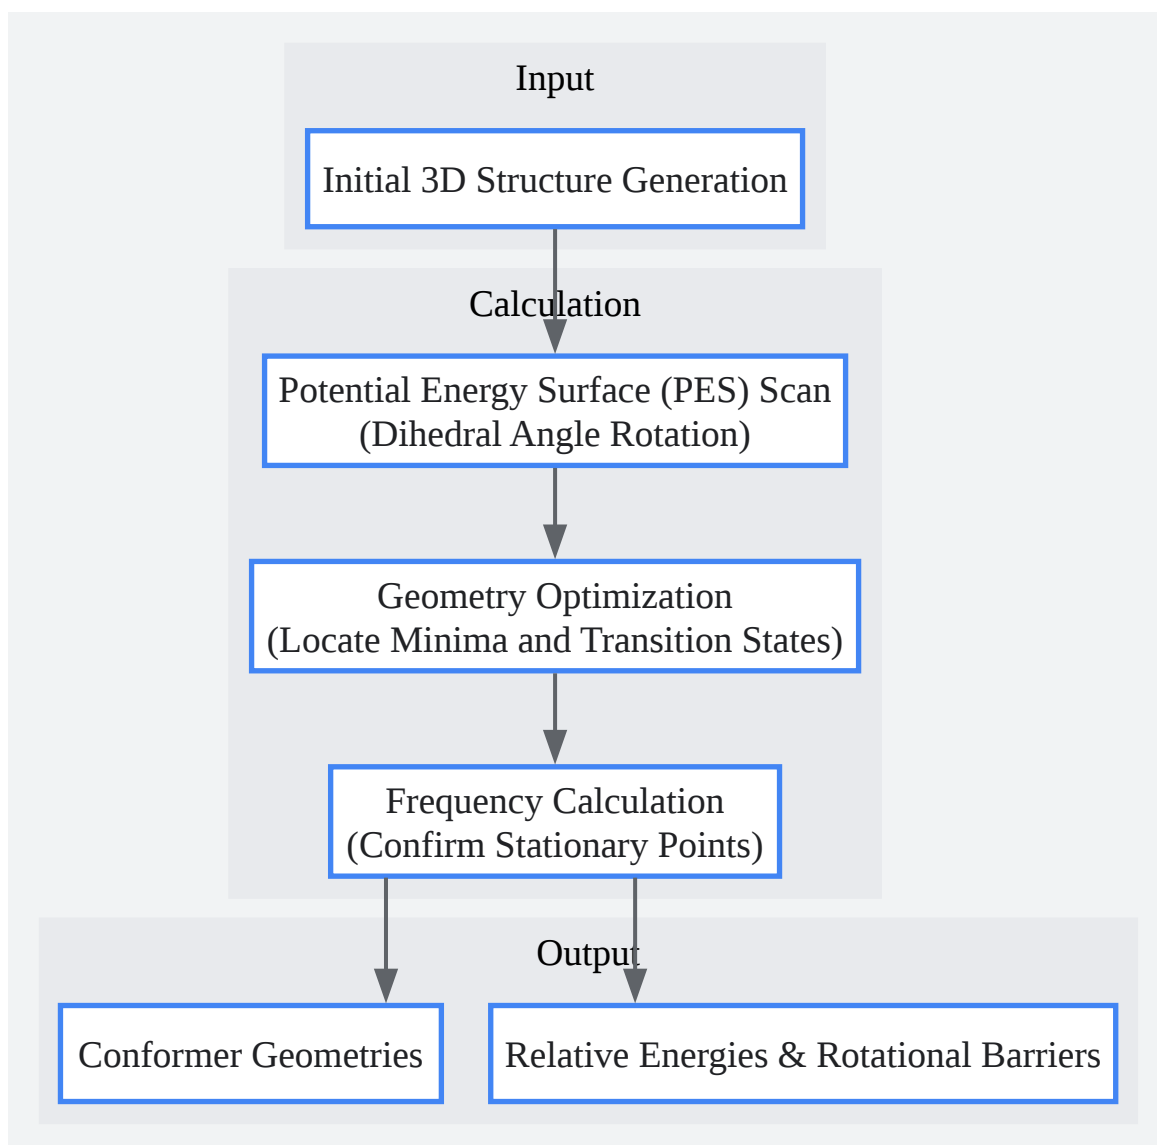 Input
Initial 3D Structure Generation
Calculation
Potential Energy Surface (PES) Scan
(Dihedral Angle Rotation)
Geometry Optimization
(Locate Minima and Transition States)
Frequency Calculation
(Confirm Stationary Points)
Output
Conformer Geometries
Relative Energies & Rotational Barriers